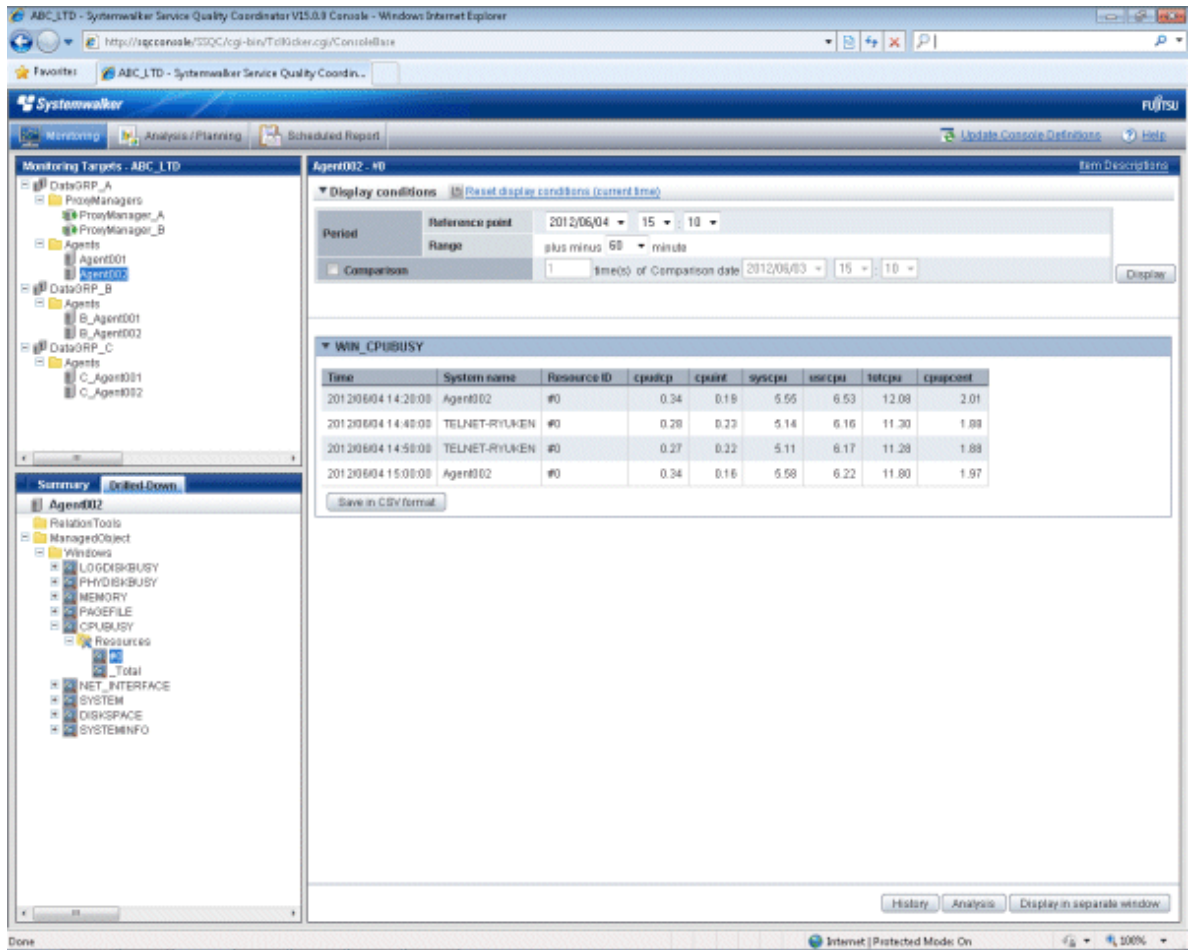 ABC_LTD - Systemwalker Service Quality Coordinator V15.0.0 Console - Windows Internet Explorer
http://sqcconsole/SSQC/cgi-bin/TclKicker.cgi/ConsoleBase
Favorites ABC_LTD - Systemwalker Service Quality Coordin...
Systemwalker FUJITSU
Monitoring Analysis / Planning Scheduled Report Update Console Definitions Help
Monitoring Targets - ABC_LTD
DataGRP_A
ProxyManagers
ProxyManager_A
ProxyManager_B
Agents
Agent001
Agent002
DataGRP_B
Agents
B_Agent001
B_Agent002
DataGRP_C
Agents
C_Agent001
C_Agent002
Summary Drilled-Down
Agent002
RelationTools
ManagedObject
Windows
LOGDISKBUSY
PHYDISKBUSY
MEMORY
PAGEFILE
CPUBUSY
Resources
#0
_Total
NET_INTERFACE
SYSTEM
DISKSPACE
SYSTEMINFO
Agent002 - #0 Item Descriptions
Display conditions Reset display conditions (current time)
Period Reference point 2012/06/04 15 : 10
Range plus minus 60 minute
Comparison 1 time(s) of Comparison date 2012/06/03 15 : 10
Display
WIN_CPUBUSY
Time System name Resource ID cpudcp cpuint syscpu usrcpu totcpu cpupcent
2012/06/04 14:20:00 Agent002 #0 0.34 0.19 5.55 6.53 12.08 2.01
2012/06/04 14:40:00 TELNET-RYUKEN #0 0.28 0.23 5.14 6.16 11.30 1.88
2012/06/04 14:50:00 TELNET-RYUKEN #0 0.27 0.22 5.11 6.17 11.28 1.88
2012/06/04 15:00:00 Agent002 #0 0.34 0.16 5.58 6.22 11.80 1.97
Save in CSV format
History Analysis Display in separate window
Done Internet | Protected Mode: On 100%